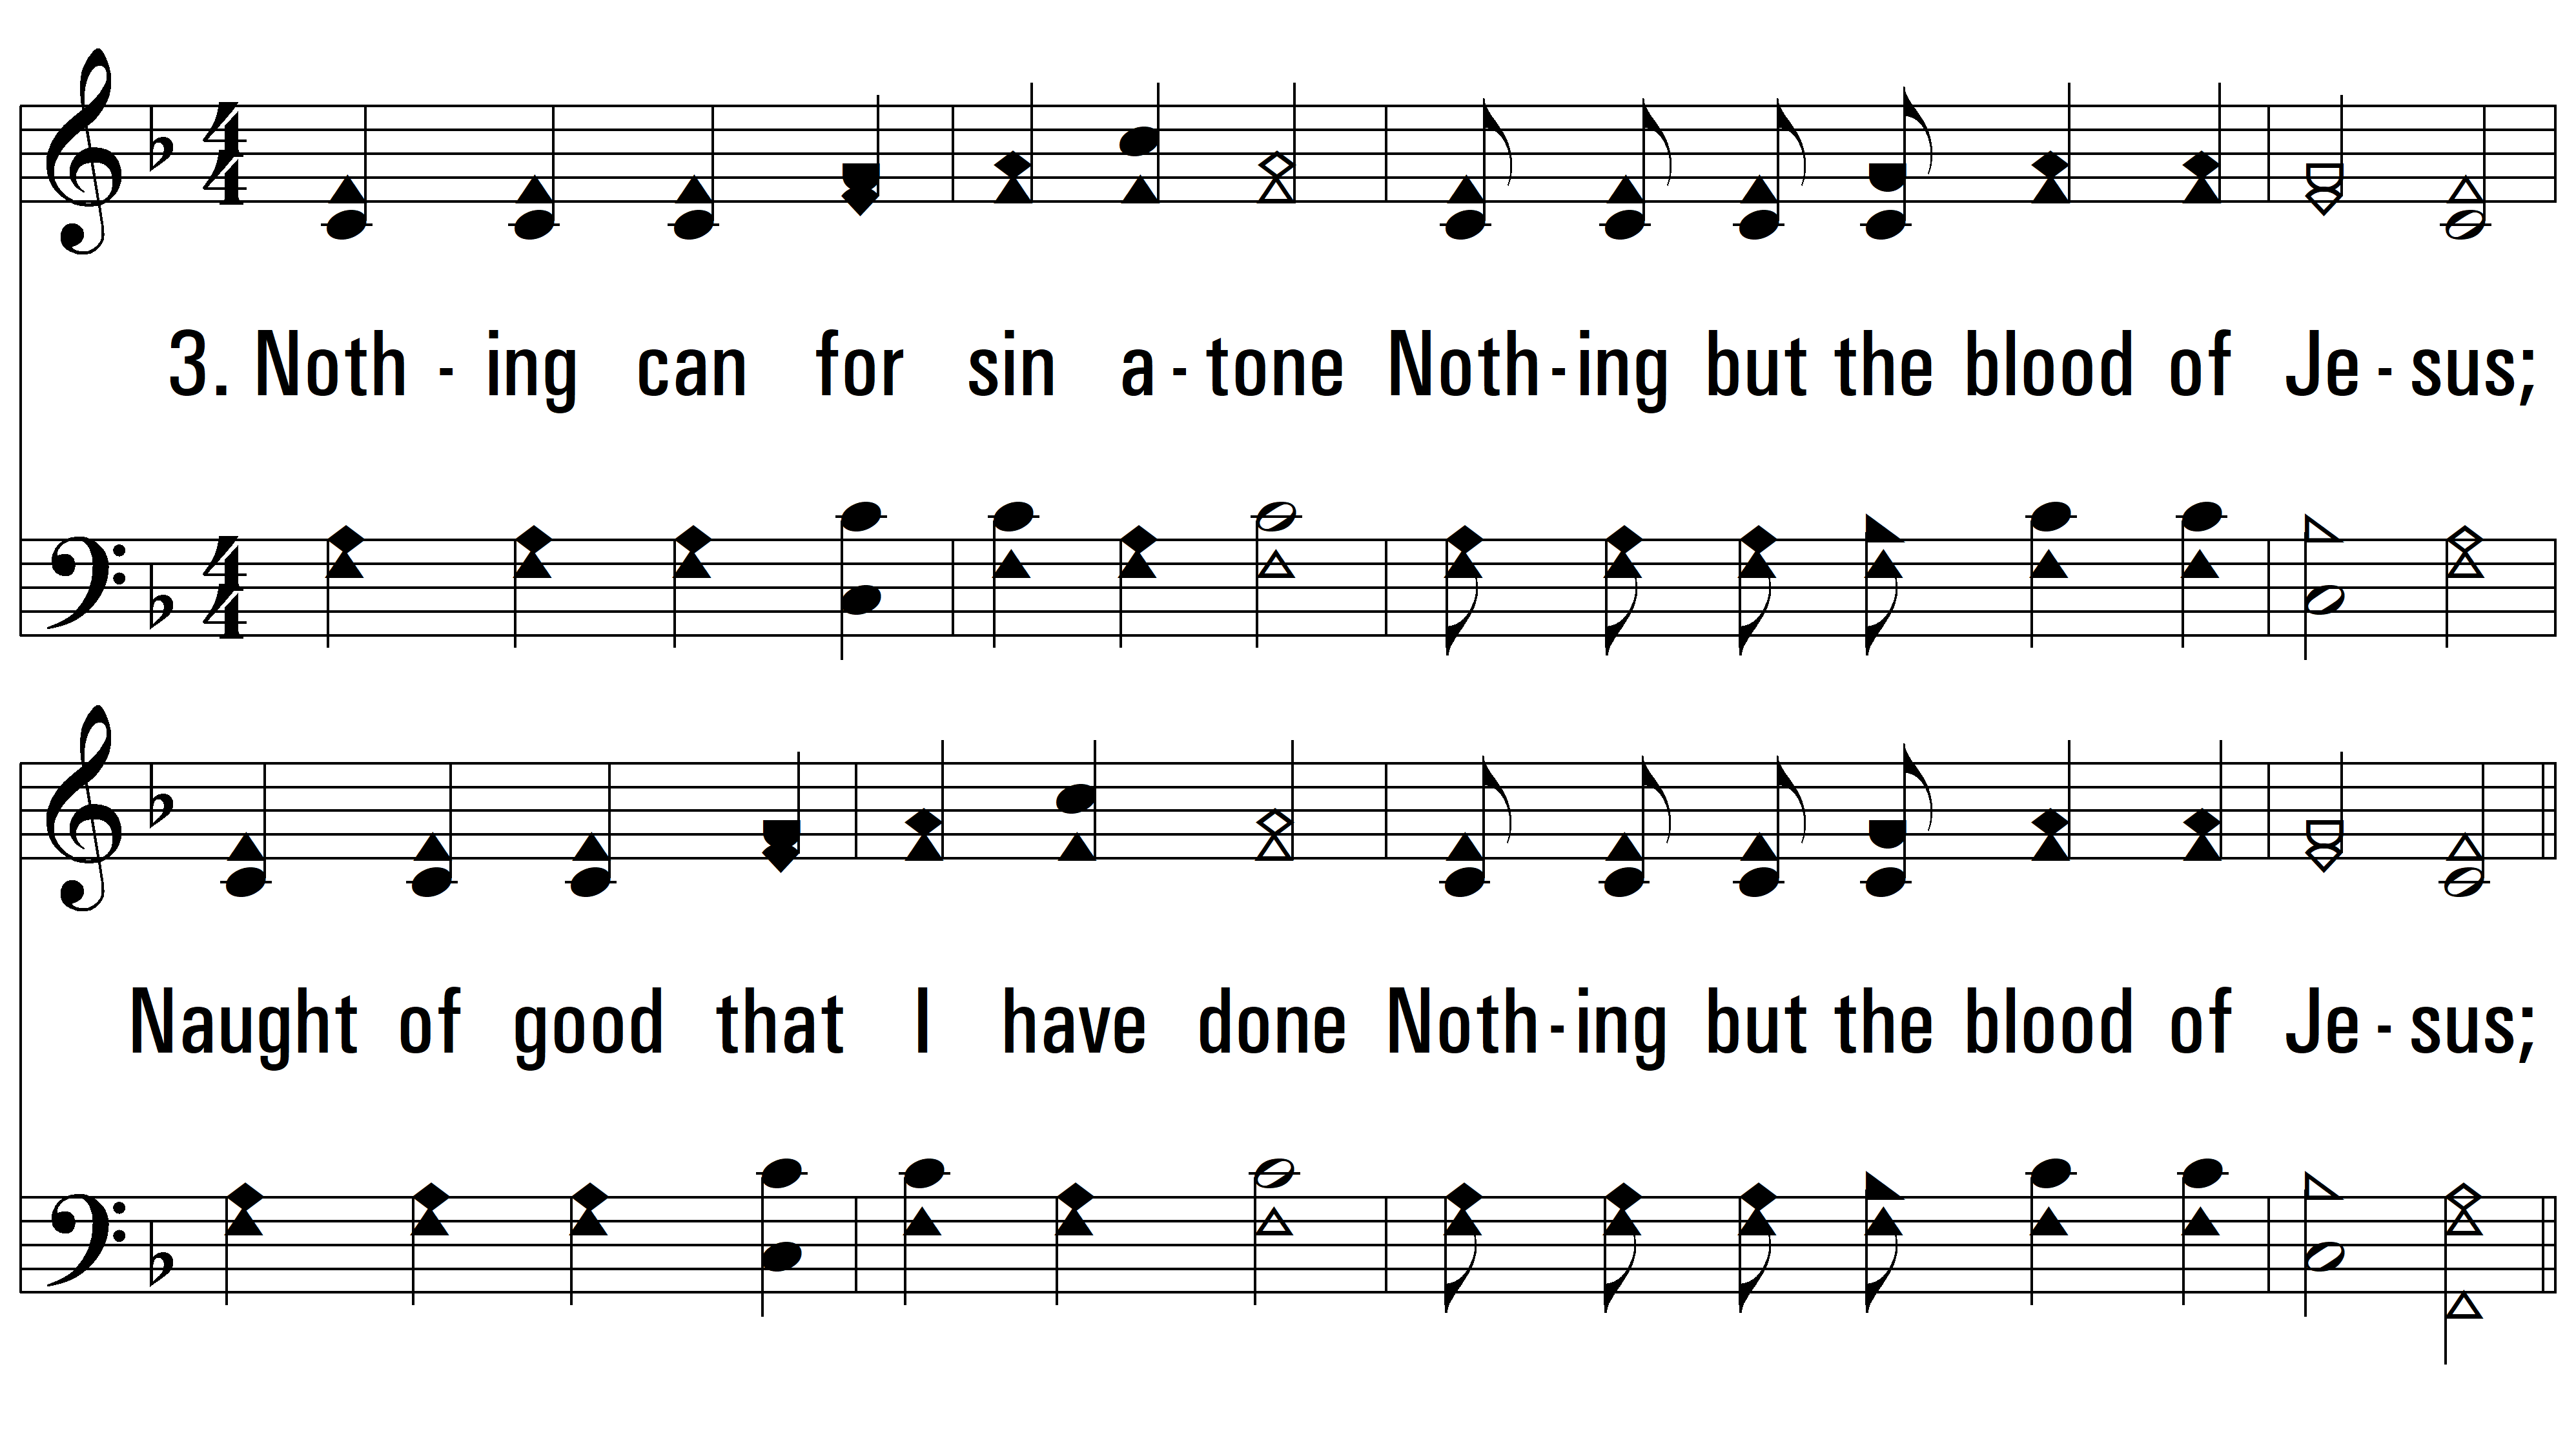 3. Noth - ing can for sin a - tone Noth - ing but the blood of Je - sus;
Naught of good that I have done Noth - ing but the blood of Je - sus;